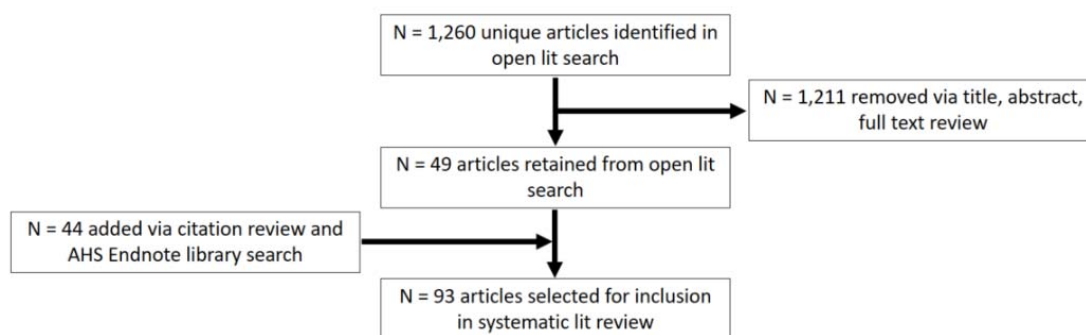 N = 1,260 unique articles identified in
open lit search
N = 1,211 removed via title, abstract,
full text review
N = 49 articles retained from open lit
search
N = 44 added via citation review and
AHS Endnote library search
N = 93 articles selected for inclusion
in systematic lit review